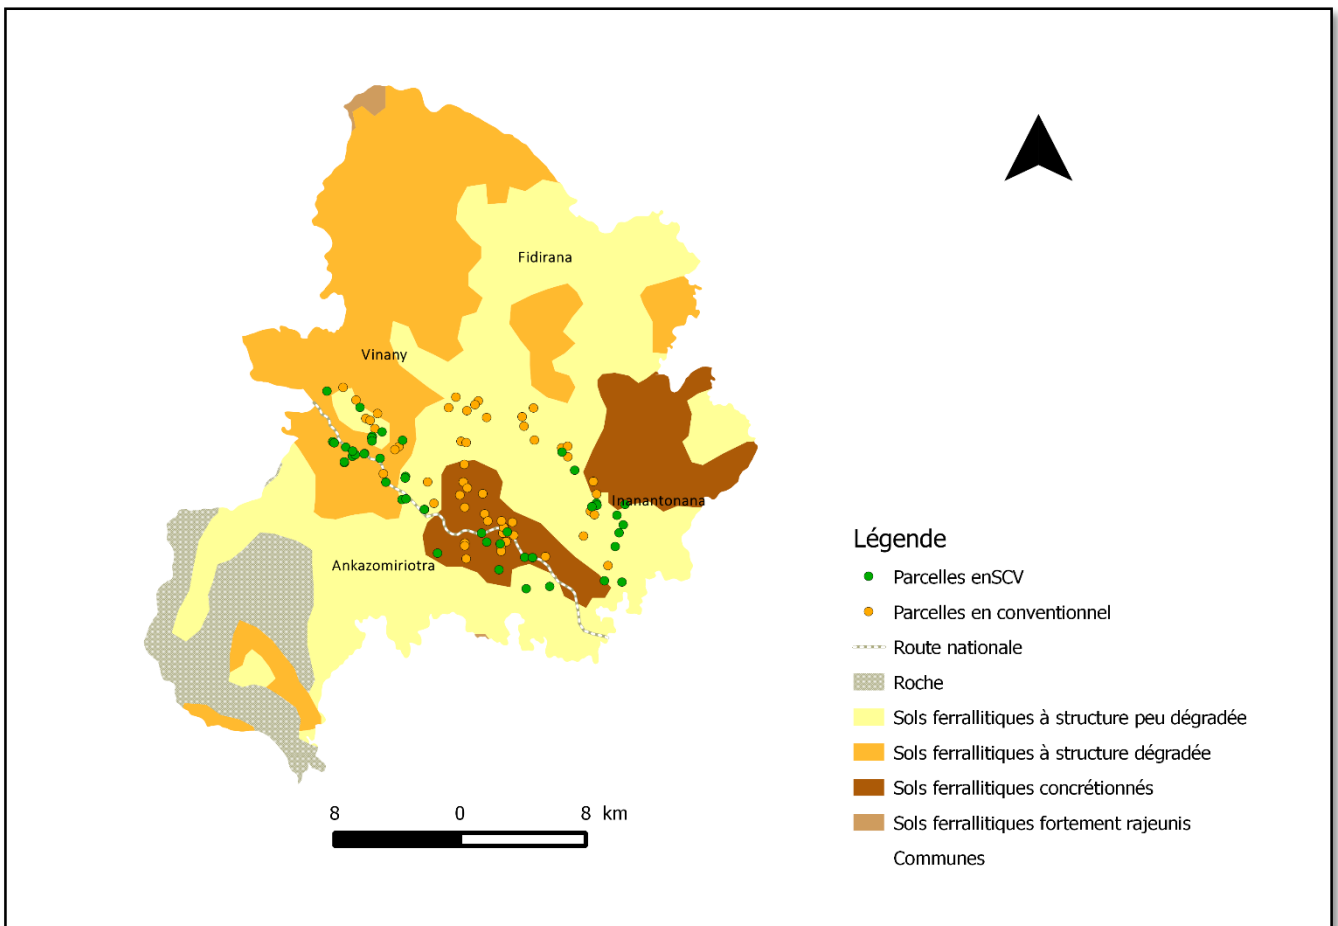 Fidirana
Vinany
Inanantonana
Ankazomiriotra
Légende
Parcelles enSCV
Parcelles en conventionnel
Route nationale
Roche
Sols ferrallitiques à structure peu dégradée
Sols ferrallitiques à structure dégradée
Sols ferrallitiques concrétionnés
Sols ferrallitiques fortement rajeunis
Communes
8 0 8 km